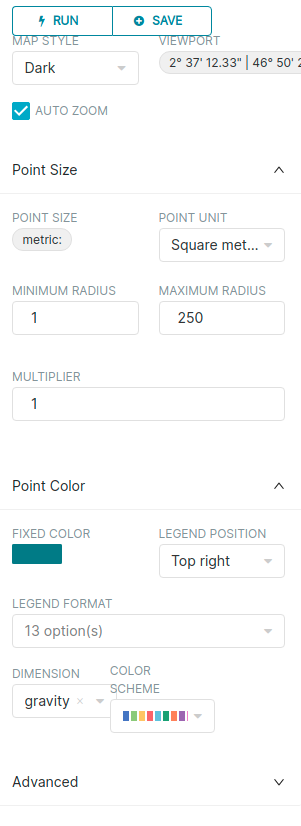 RUN SAVE
MAP STYLE VIEWPORT
Dark 2° 37' 12.33" | 46° 50'
AUTO ZOOM
Point Size
POINT SIZE POINT UNIT
metric: Square met...
MINIMUM RADIUS MAXIMUM RADIUS
1 250
MULTIPLIER
1
Point Color
FIXED COLOR LEGEND POSITION
Top right
LEGEND FORMAT
13 option(s)
DIMENSION COLOR
SCHEME
gravity ×
Advanced